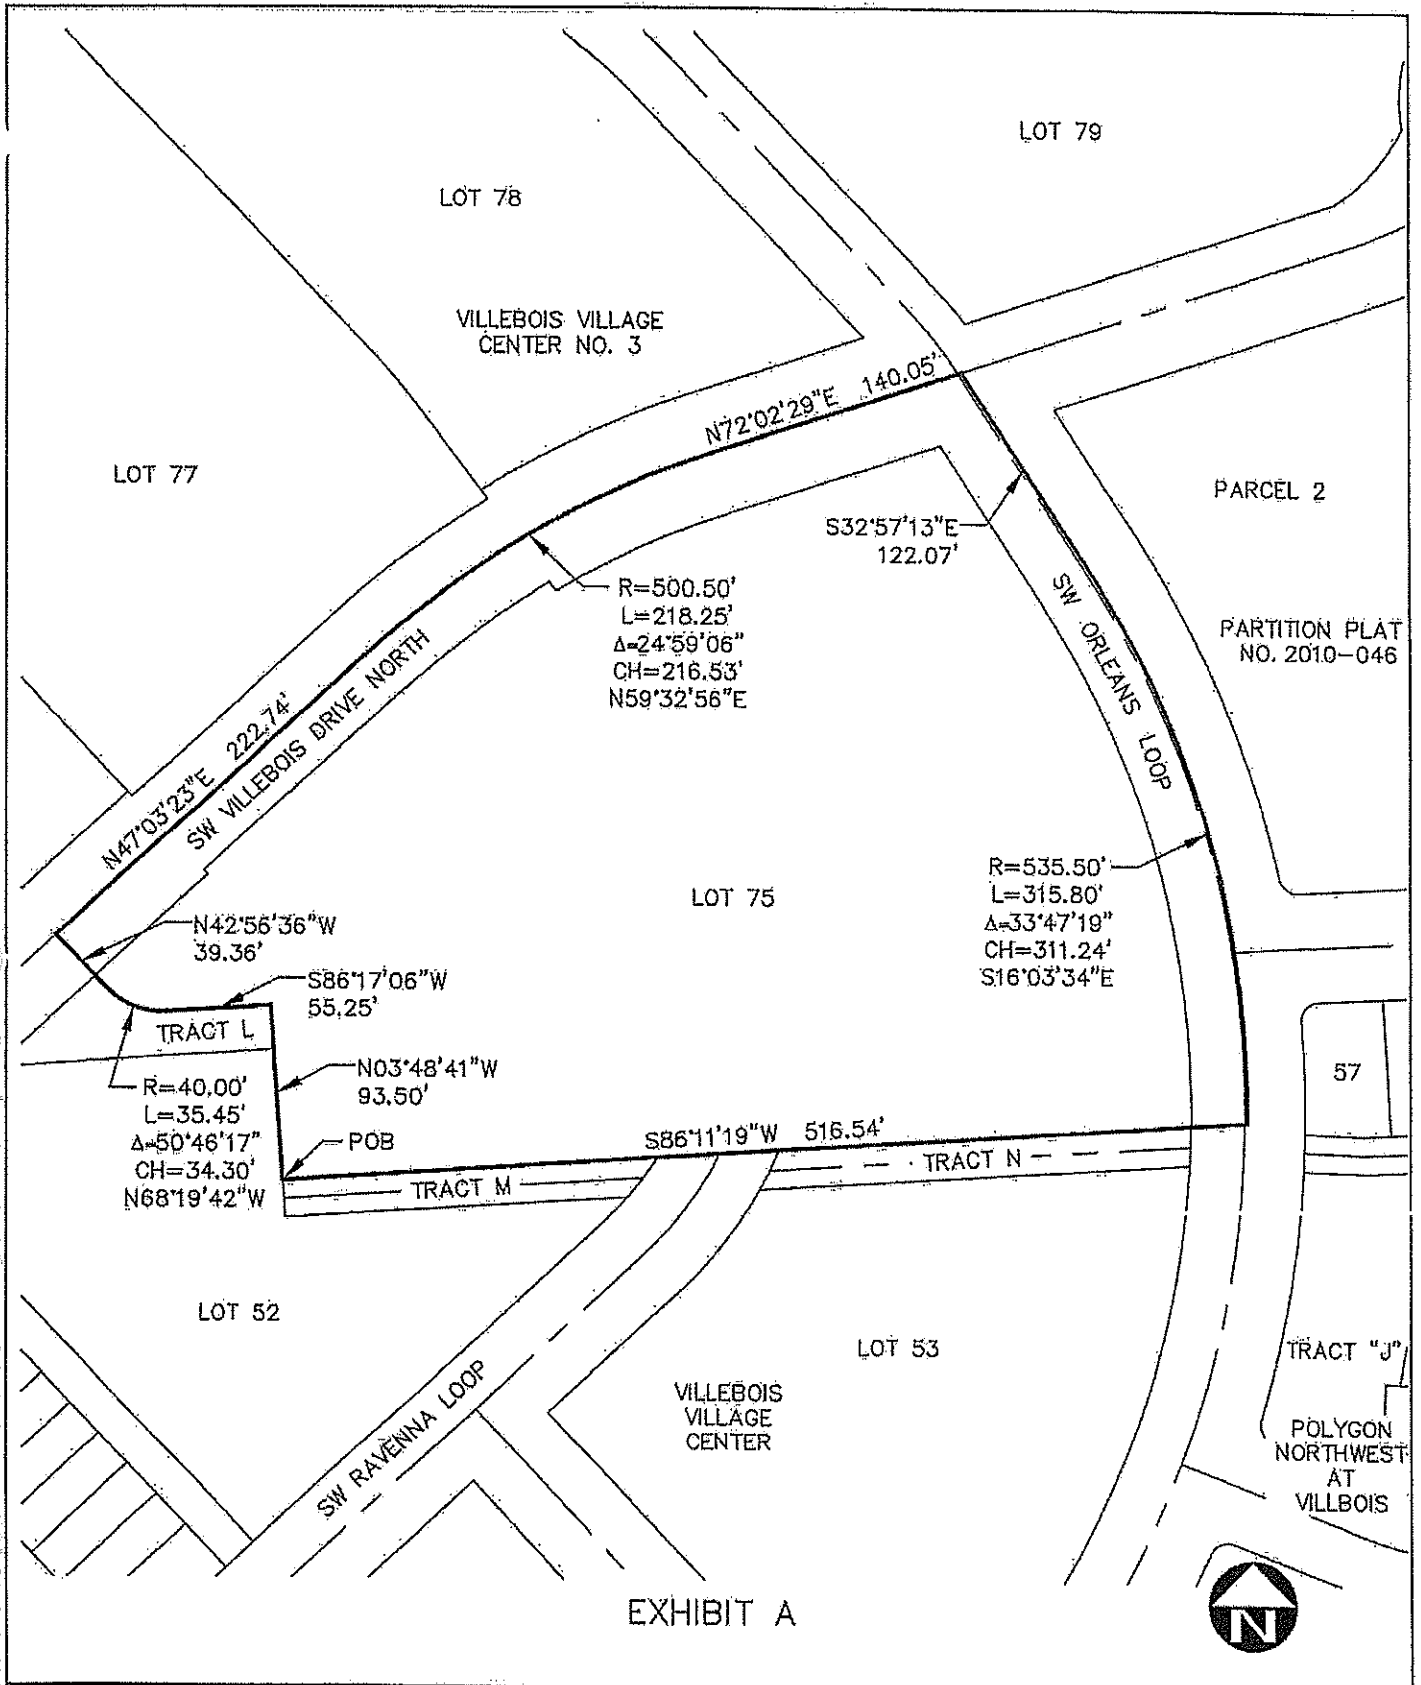 LOT 79
LOT 78
VILLEBOIS VILLAGE
CENTER NO. 3
N72°02'29"E 140.05'
LOT 77
PARCEL 2
S32°57'13"E
122.07'
R=500.50'
L=218.25'
Δ=24°59'06"
CH=216.53'
N59°32'56"E
SW ORLEANS LOOP
PARTITION PLAT
NO. 2010-046
N47°03'23"E 222.74'
SW VILLEBOIS DRIVE NORTH
R=535.50'
L=315.80'
Δ=33°47'19"
CH=311.24'
S16°03'34"E
LOT 75
N42°56'36"W
39.36'
S86°17'06"W
55.25'
TRACT L
N03°48'41"W
93.50'
57
R=40.00'
L=35.45'
Δ=50°46'17"
CH=34.30'
N68°19'42"W
POB
S86°11'19"W 516.54'
TRACT N
TRACT M
LOT 52
LOT 53
TRACT "J"
SW RAVENNA LOOP
VILLEBOIS
VILLAGE
CENTER
POLYGON
NORTHWEST
AT
VILLBOIS
EXHIBIT A
N